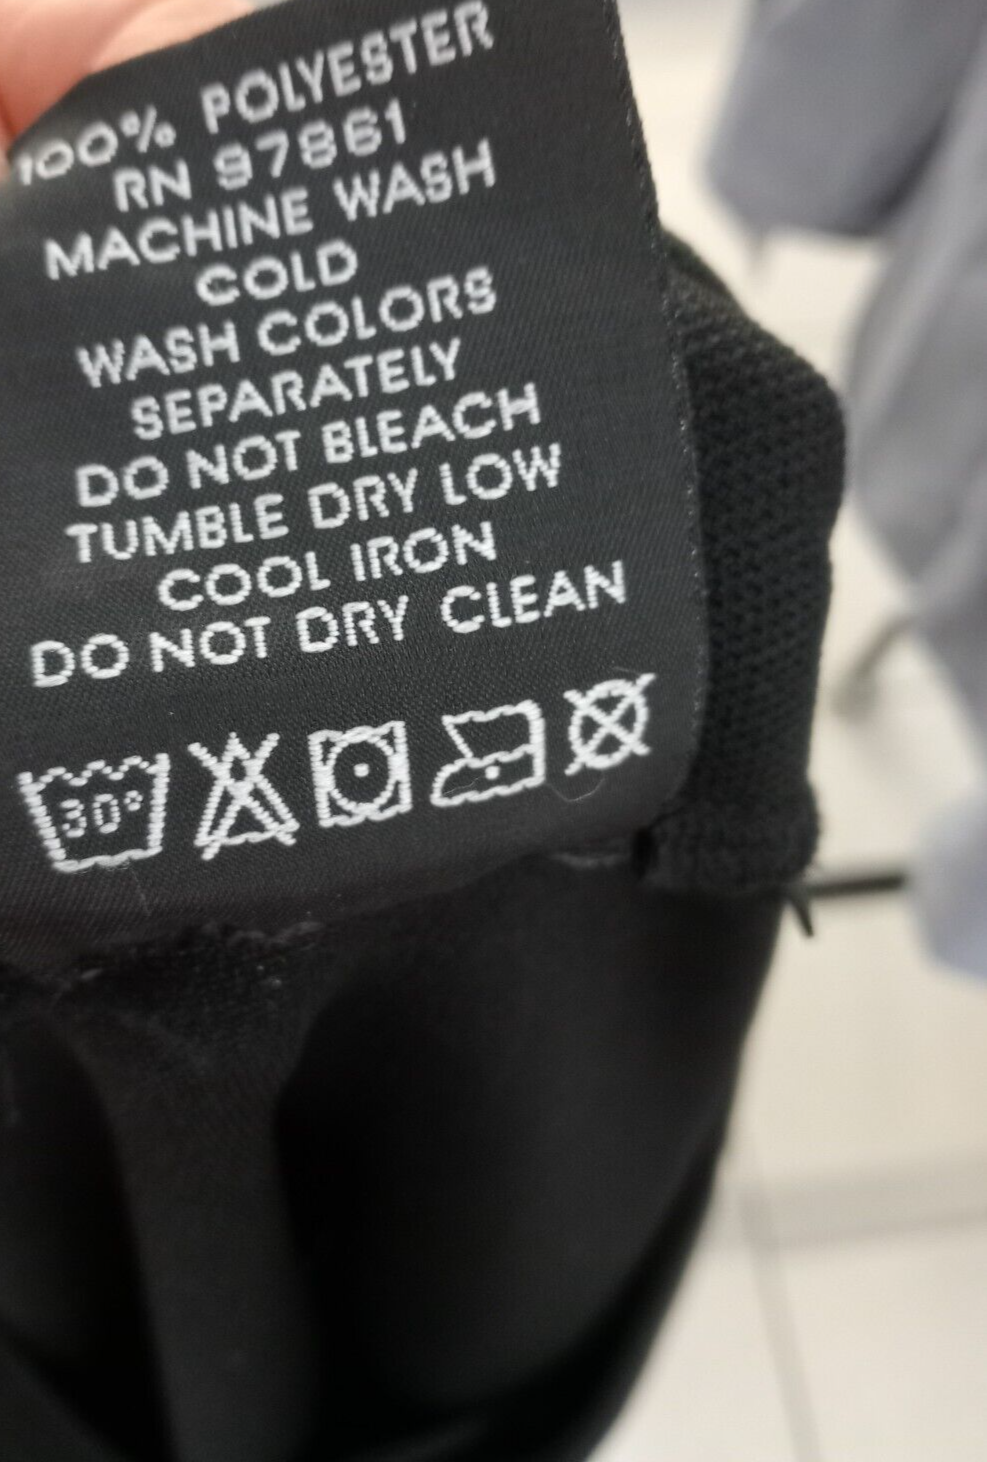 100% POLYESTER
RN 97861
MACHINE WASH
COLD
WASH COLORS
SEPARATELY
DO NOT BLEACH
TUMBLE DRY LOW
COOL IRON
DO NOT DRY CLEAN
30°